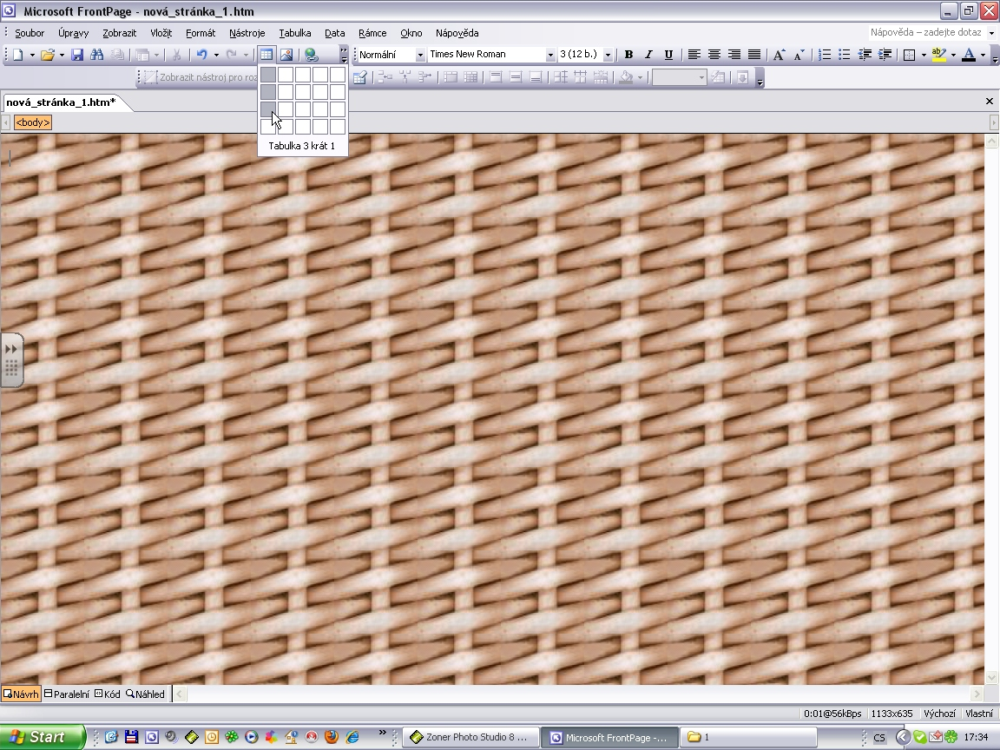 Microsoft FrontPage - nová_stránka_1.htm
Soubor Úpravy Zobrazit Vložit Formát Nástroje Tabulka Data Rámce Okno Nápověda Nápověda – zadejte dotaz
Normální Times New Roman 3 (12 b.) B I U A A ab A
Zobrazit nástroj pro roz
nová_stránka_1.htm*
<body>
Tabulka 3 krát 1
Návrh Paralelní Kód Náhled
0:01@56kBps 1133x635 Výchozí Vlastní
Start Zoner Photo Studio 8 ... Microsoft FrontPage -... 1 CS 17:34